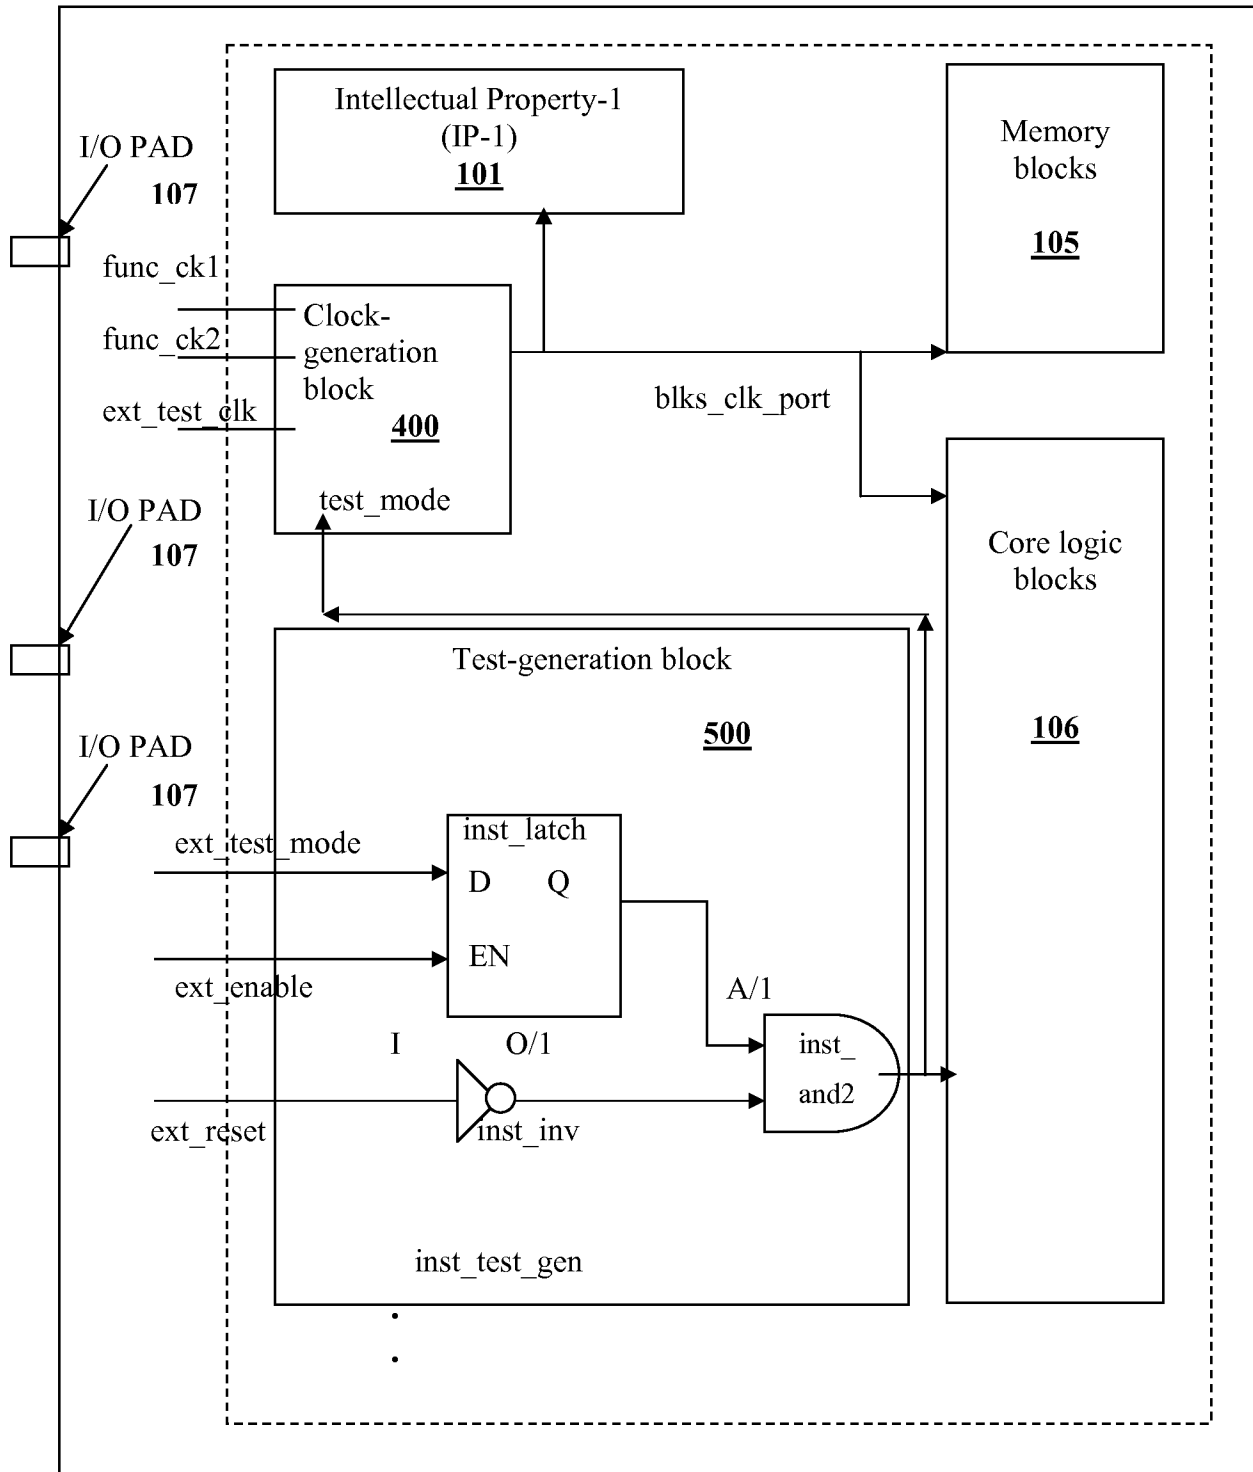 Intellectual Property-1
(IP-1)
101
Memory
blocks
105
I/O PAD
107
func_ck1
func_ck2
ext_test_clk
Clock-
generation
block
400
test_mode
blks_clk_port
I/O PAD
107
Core logic
blocks
106
Test-generation block
500
I/O PAD
107
ext_test_mode
inst_latch
D Q
EN
ext_enable
A/1
I O/1
inst_
and2
ext_reset
inst_inv
inst_test_gen